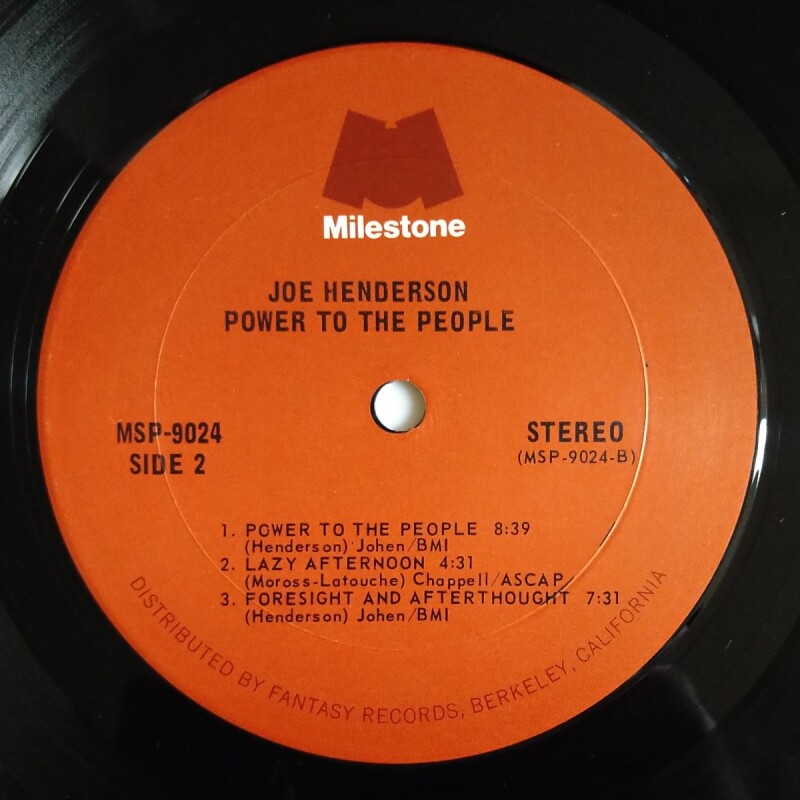 Milestone
JOE HENDERSON
POWER TO THE PEOPLE
MSP-9024
SIDE 2
STEREO
(MSP-9024-B)
1. POWER TO THE PEOPLE 8:39
(Henderson) Johen/BMI
2. LAZY AFTERNOON 4:31
(Moross-Latouche) Chappell/ASCAP
3. FORESIGHT AND AFTERTHOUGHT 7:31
(Henderson) Johen/BMI
DISTRIBUTED BY FANTASY RECORDS, BERKELEY, CALIFORNIA